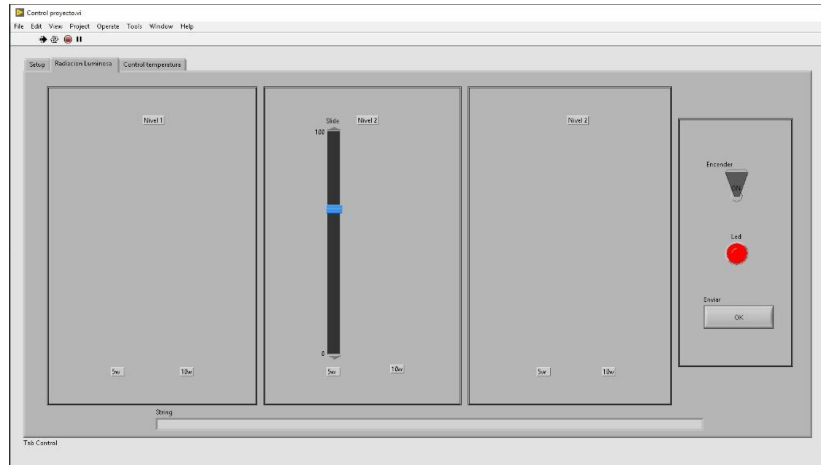 Control proyecto.vi
File Edit View Project Operate Tools Window Help
Setup Radiacion Luminosa Control temperatura
Nivel 1
Slide Nivel 2
Nivel 3
100
Encender
ON
Led
Enviar
OK
0
5w 10w
5w 10w
5w 10w
String
Tab Control